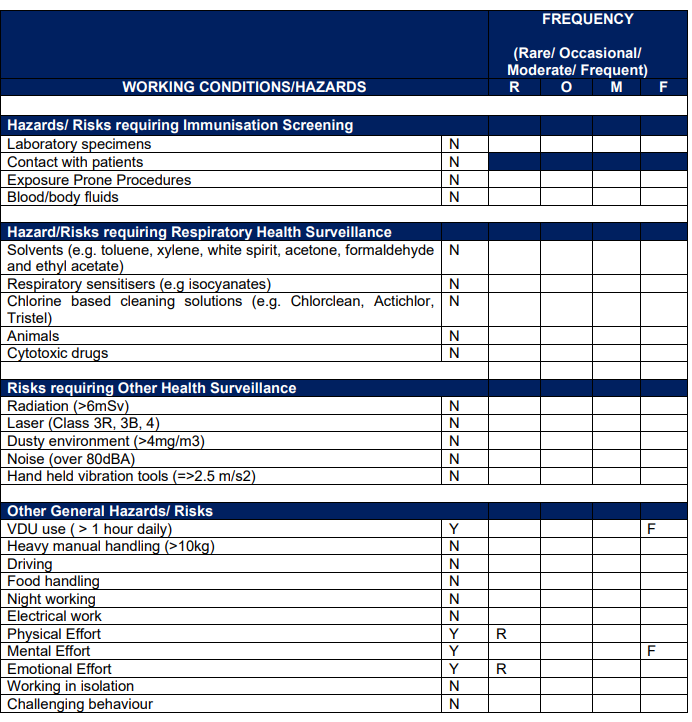 FREQUENCY
(Rare/ Occasional/
Moderate/ Frequent)
WORKING CONDITIONS/HAZARDS R O M F
Hazards/ Risks requiring Immunisation Screening
Laboratory specimens N
Contact with patients N
Exposure Prone Procedures N
Blood/body fluids N
Hazard/Risks requiring Respiratory Health Surveillance
Solvents (e.g. toluene, xylene, white spirit, acetone, formaldehyde N
and ethyl acetate)
Respiratory sensitisers (e.g isocyanates) N
Chlorine based cleaning solutions (e.g. Chlorclean, Actichlor, N
Tristel)
Animals N
Cytotoxic drugs N
Risks requiring Other Health Surveillance
Radiation (>6mSv) N
Laser (Class 3R, 3B, 4) N
Dusty environment (>4mg/m3) N
Noise (over 80dBA) N
Hand held vibration tools (=>2.5 m/s2) N
Other General Hazards/ Risks
VDU use ( > 1 hour daily) Y F
Heavy manual handling (>10kg) N
Driving N
Food handling N
Night working N
Electrical work N
Physical Effort Y R
Mental Effort Y F
Emotional Effort Y R
Working in isolation N
Challenging behaviour N